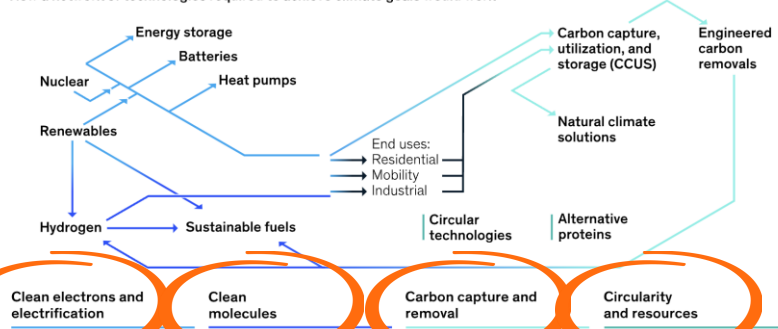 Energy storage
Batteries
Nuclear
Heat pumps
Renewables
Carbon capture,
utilization, and
storage (CCUS)
Engineered
carbon
removals
Natural climate
solutions
End uses:
Residential
Mobility
Industrial
Hydrogen
Sustainable fuels
Circular
technologies
Alternative
proteins
Clean electrons and
electrification
Clean
molecules
Carbon capture and
removal
Circularity
and resources